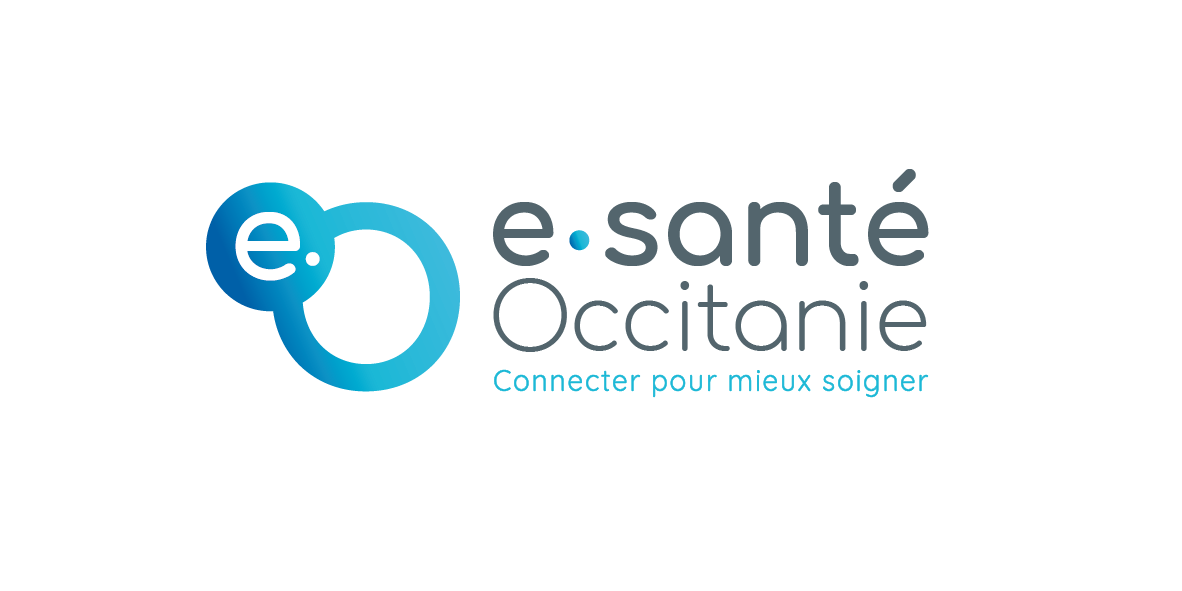 e.
e·santé
Occitanie
Connecter pour mieux soigner